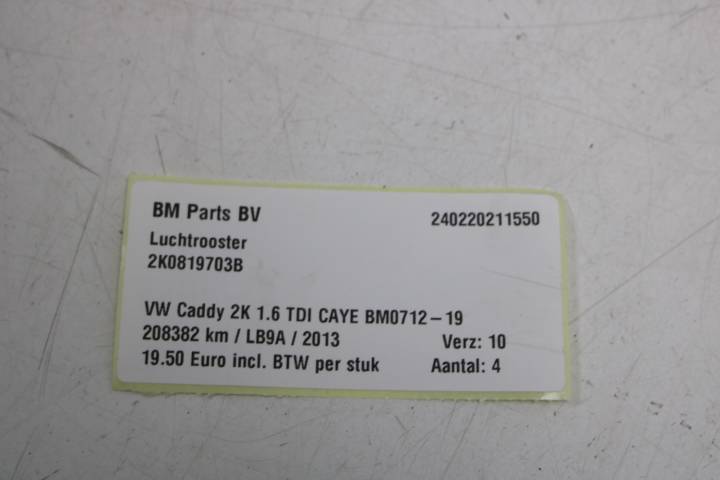 BM Parts BV 240220211550
Luchtrooster
2K0819703B
VW Caddy 2K 1.6 TDI CAYE BM0712-19
208382 km / LB9A / 2013 Verz: 10
19.50 Euro incl. BTW per stuk Aantal: 4